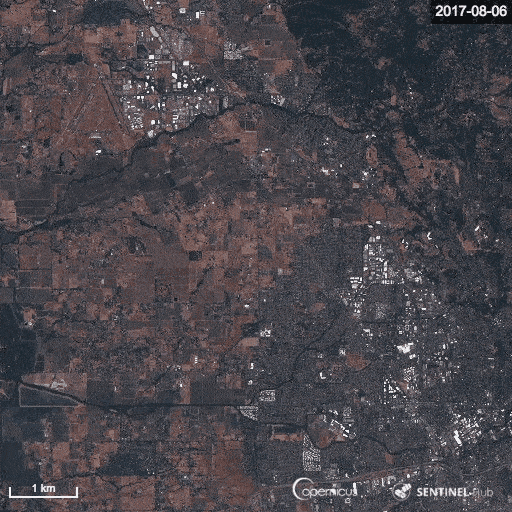 2017-08-06
1 km
Copernicus
SENTINEL-hub